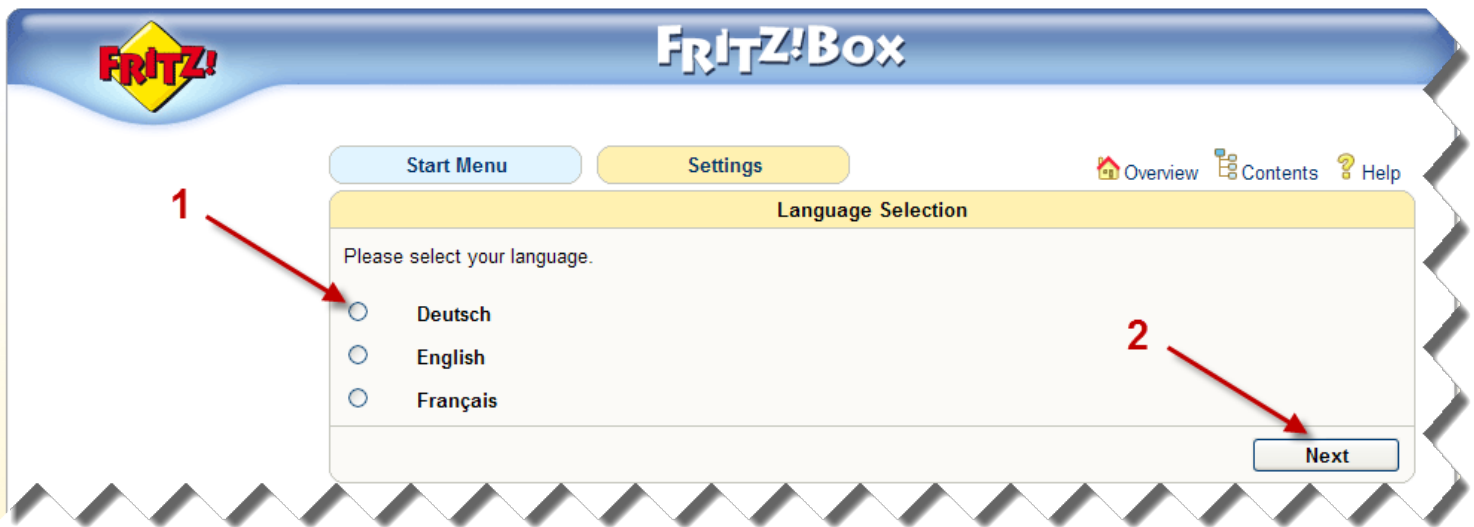 FRITZ!
FRITZ!BOX
Start Menu
Settings
Overview
Contents
Help
1
Language Selection
Please select your language.
Deutsch
English
2
Français
Next